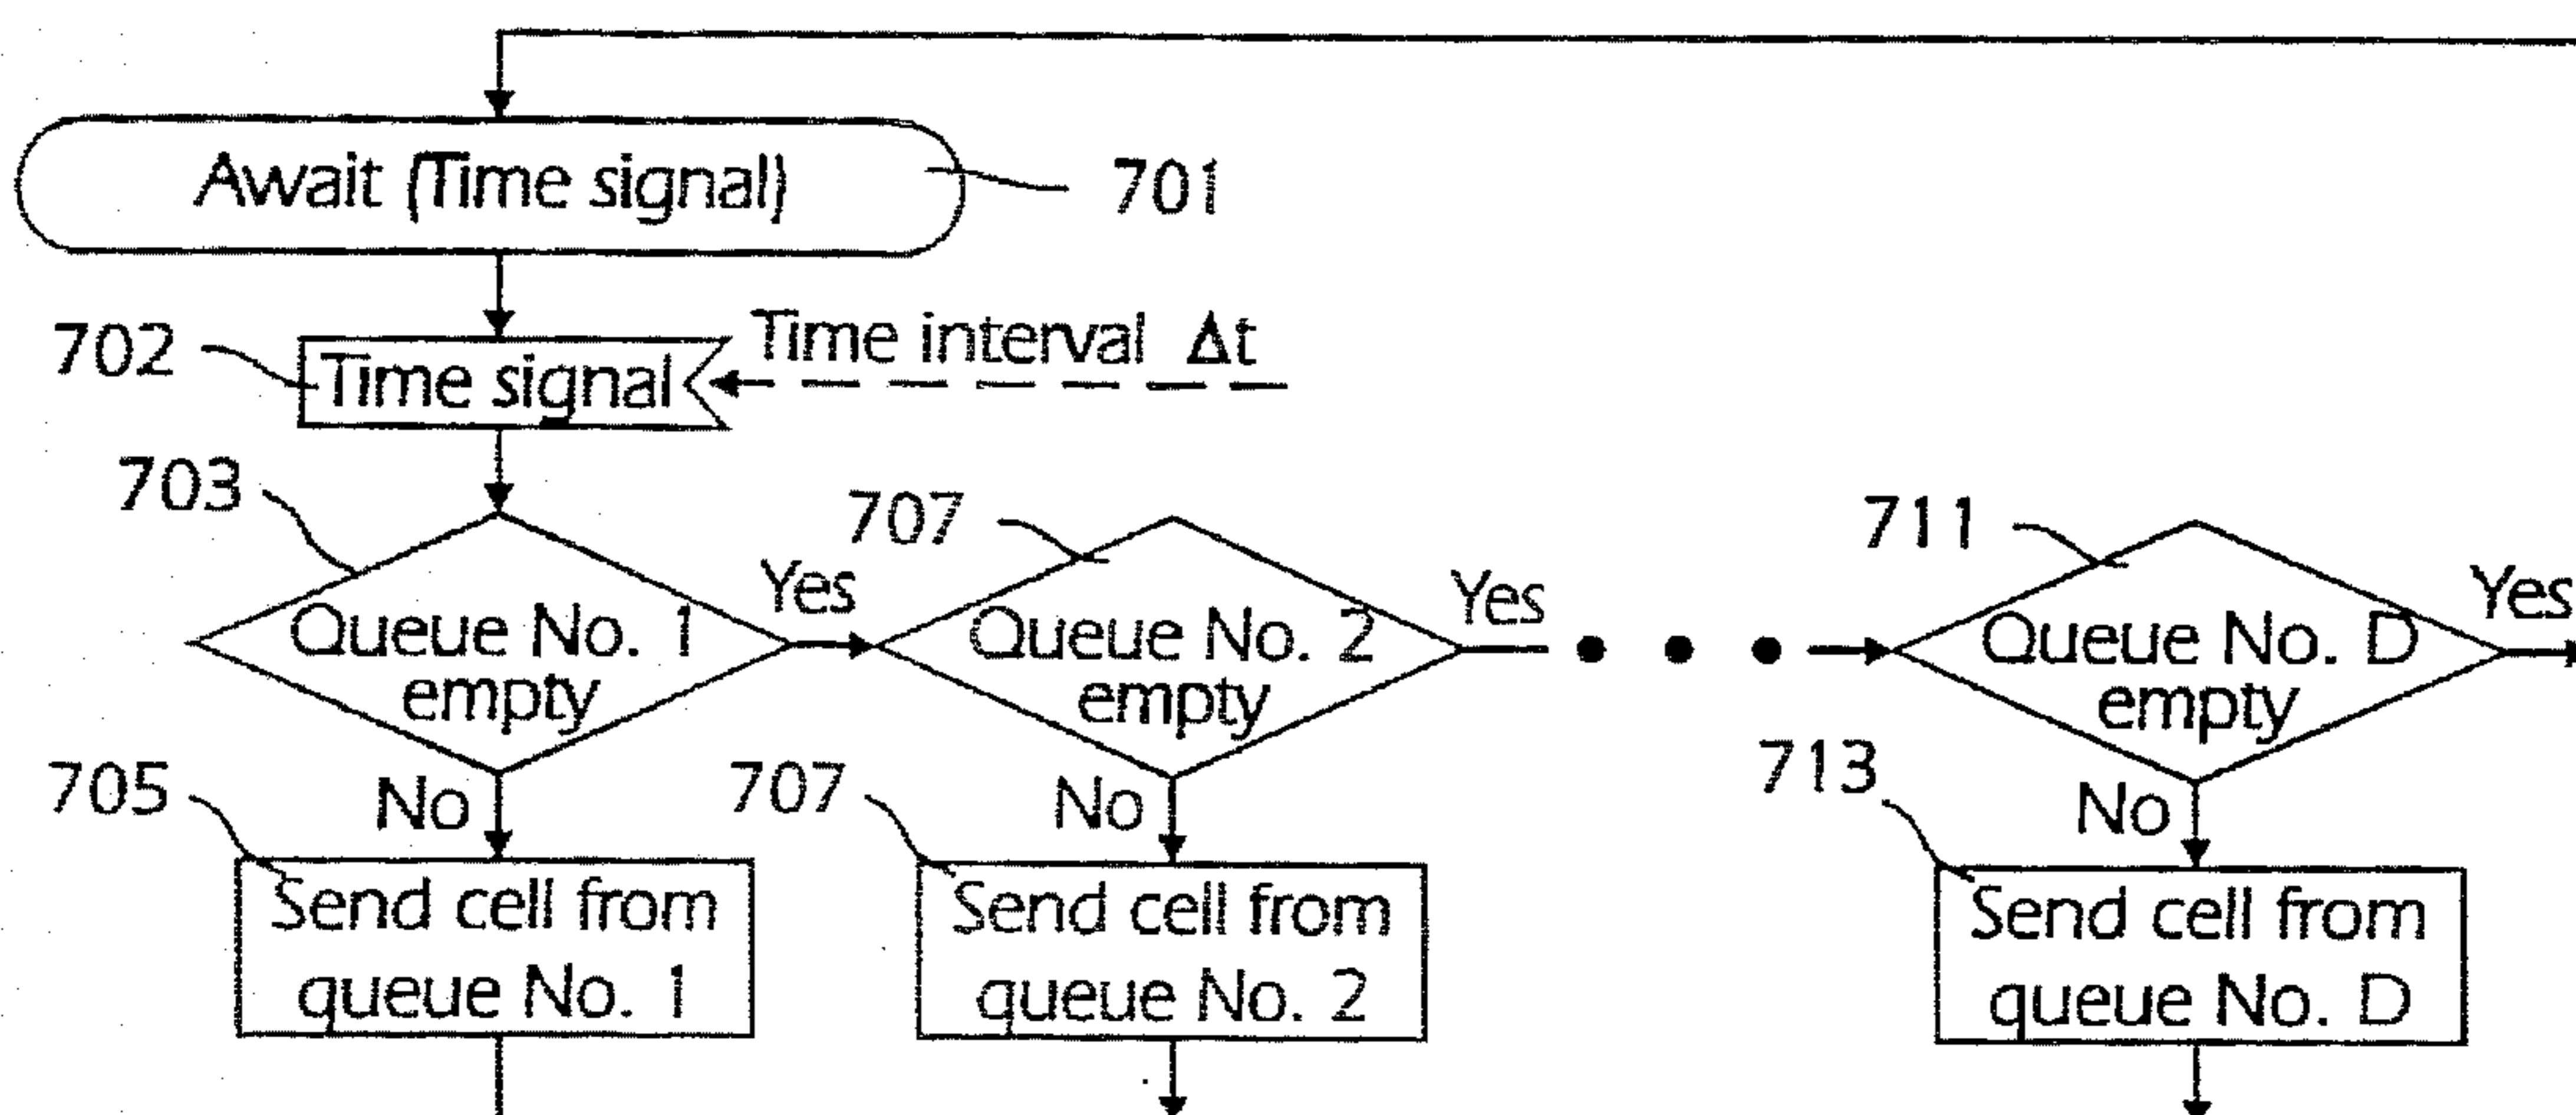 Await (Time signal)
701
702
Time signal
Time interval Δt
703
707
711
Queue No. 1
empty
Yes
Queue No. 2
empty
Yes
Queue No. D
empty
Yes
705
No
707
No
713
No
Send cell from
queue No. 1
Send cell from
queue No. 2
Send cell from
queue No. D